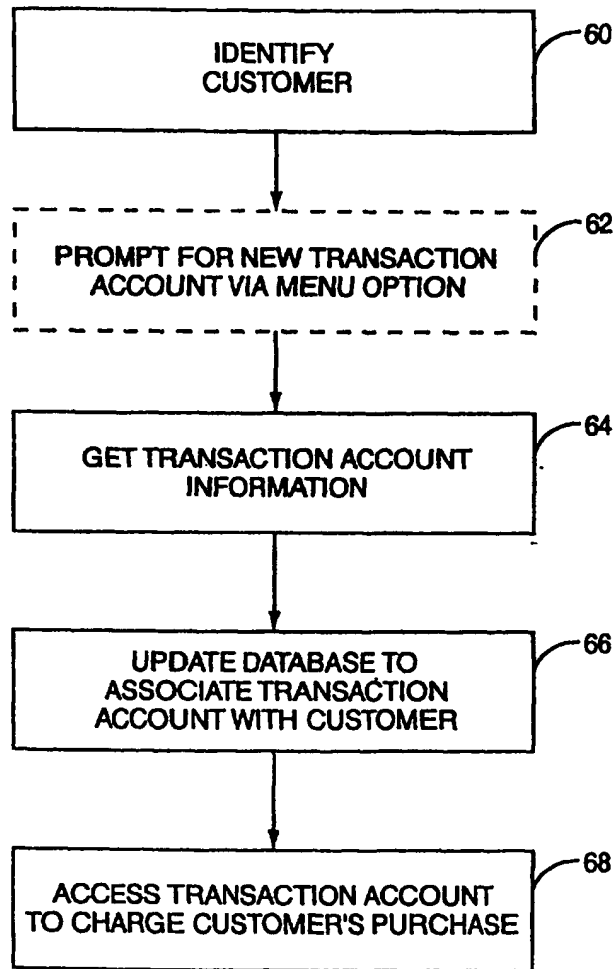 IDENTIFY
CUSTOMER
60
PROMPT FOR NEW TRANSACTION
ACCOUNT VIA MENU OPTION
62
GET TRANSACTION ACCOUNT
INFORMATION
64
UPDATE DATABASE TO
ASSOCIATE TRANSACTION
ACCOUNT WITH CUSTOMER
66
ACCESS TRANSACTION ACCOUNT
TO CHARGE CUSTOMER'S PURCHASE
68